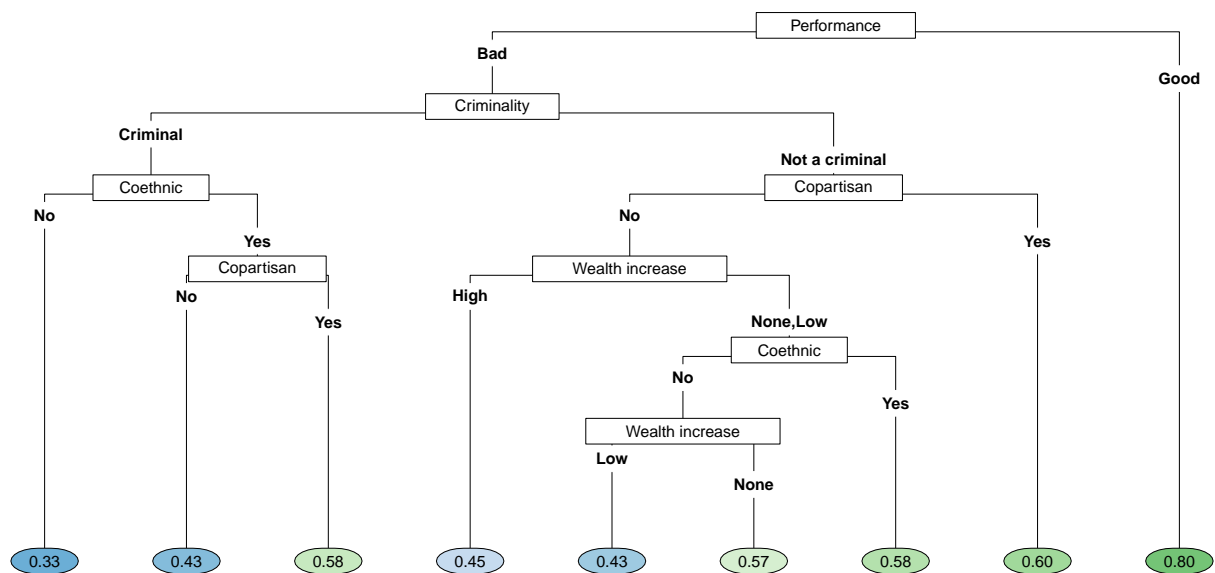 Performance
Bad
Good
Criminality
Criminal
Not a criminal
Coethnic
Copartisan
No
Yes
No
Yes
Copartisan
Wealth increase
No
Yes
High
None,Low
Coethnic
No
Yes
Wealth increase
Low
None
0.33
0.43
0.58
0.45
0.43
0.57
0.58
0.60
0.80